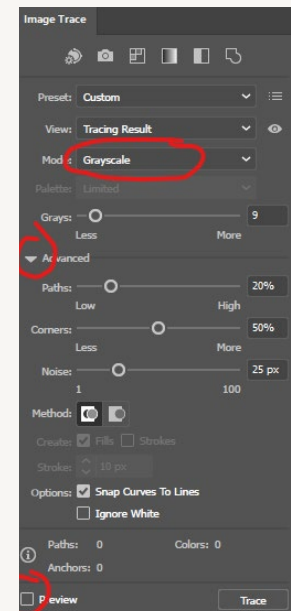 Image Trace
Preset: Custom
View: Tracing Result
Mode: Grayscale
Palette: Limited
Grays: 9
Less More
Advanced
Paths: 20%
Low High
Corners: 50%
Less More
Noise: 25 px
1 100
Method:
Create: Fills Strokes
Stroke: 10 px
Options: Snap Curves To Lines
Ignore White
Paths: 0 Colors: 0
Anchors: 0
Preview Trace